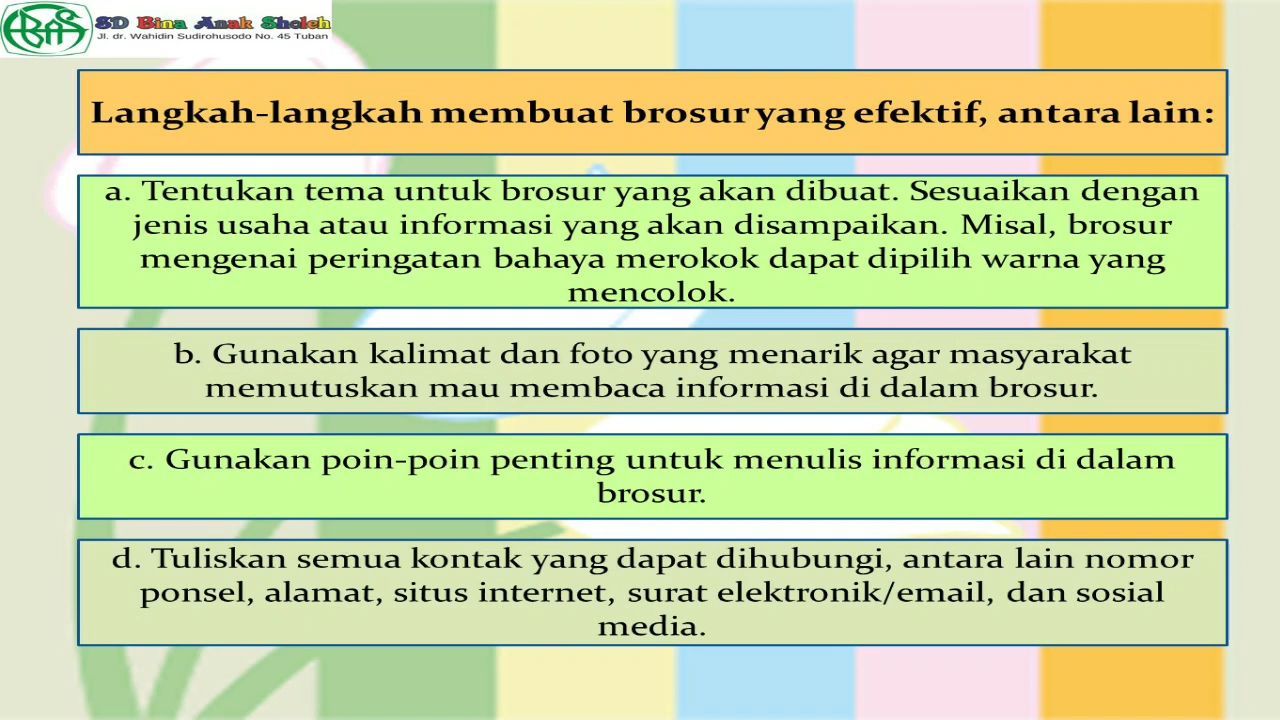 BAS
SD Bina Anak Sholeh
Jl. dr. Wahidin Sudirohusodo No. 45 Tuban
Langkah-langkah membuat brosur yang efektif, antara lain:
a. Tentukan tema untuk brosur yang akan dibuat. Sesuaikan dengan
jenis usaha atau informasi yang akan disampaikan. Misal, brosur
mengenai peringatan bahaya merokok dapat dipilih warna yang
mencolok.
b. Gunakan kalimat dan foto yang menarik agar masyarakat
memutuskan mau membaca informasi di dalam brosur.
c. Gunakan poin-poin penting untuk menulis informasi di dalam
brosur.
d. Tuliskan semua kontak yang dapat dihubungi, antara lain nomor
ponsel, alamat, situs internet, surat elektronik/email, dan sosial
media.